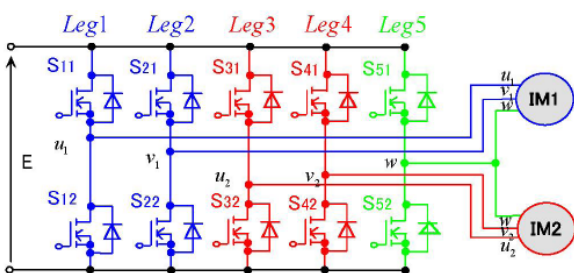 Leg1 Leg2 Leg3 Leg4 Leg5
S11 S21 S31 S41 S51
u1
v1
w
IM1
E
u1 v1 u2 v2 w
S12 S22 S32 S42 S52
w
v2
u2
IM2